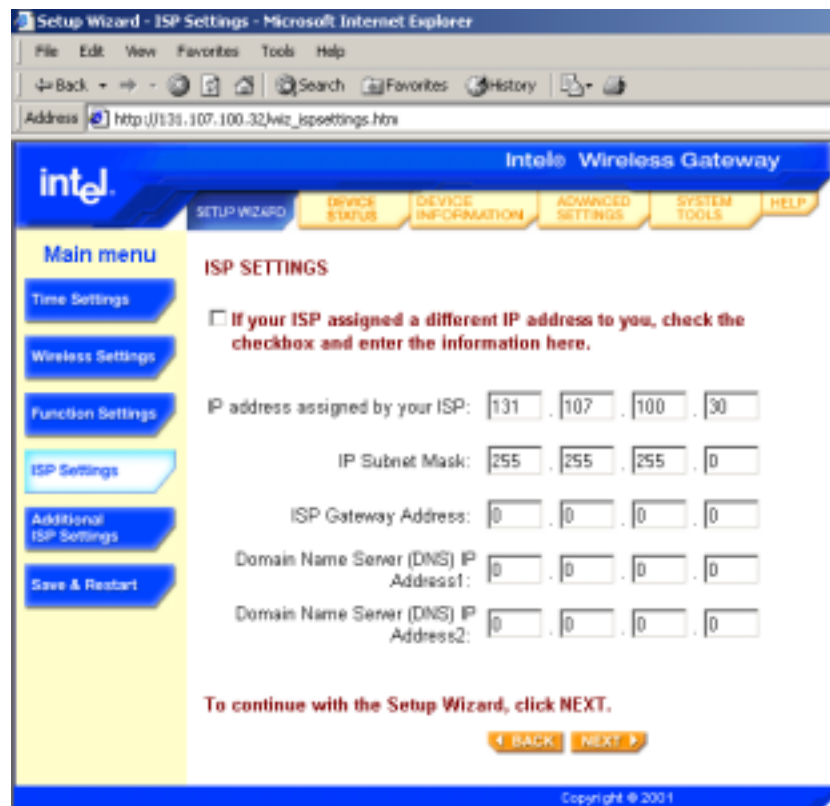 Setup Wizard - ISP Settings - Microsoft Internet Explorer
File Edit View Favorites Tools Help
Back Search Favorites History
Address http://131.107.100.32/wiz_ispsettings.htm
intel.
Intel® Wireless Gateway
SETUP WIZARD
DEVICE STATUS
DEVICE INFORMATION
ADVANCED SETTINGS
SYSTEM TOOLS
HELP
Main menu
Time Settings
Wireless Settings
Function Settings
ISP Settings
Additional
ISP Settings
Save & Restart
ISP SETTINGS
If your ISP assigned a different IP address to you, check the
checkbox and enter the information here.
IP address assigned by your ISP: 131 . 107 . 100 . 30
IP Subnet Mask: 255 . 255 . 255 . 0
ISP Gateway Address: 0 . 0 . 0 . 0
Domain Name Server (DNS) IP
Address1: 0 . 0 . 0 . 0
Domain Name Server (DNS) IP
Address2: 0 . 0 . 0 . 0
To continue with the Setup Wizard, click NEXT.
BACK NEXT
Copyright © 2001